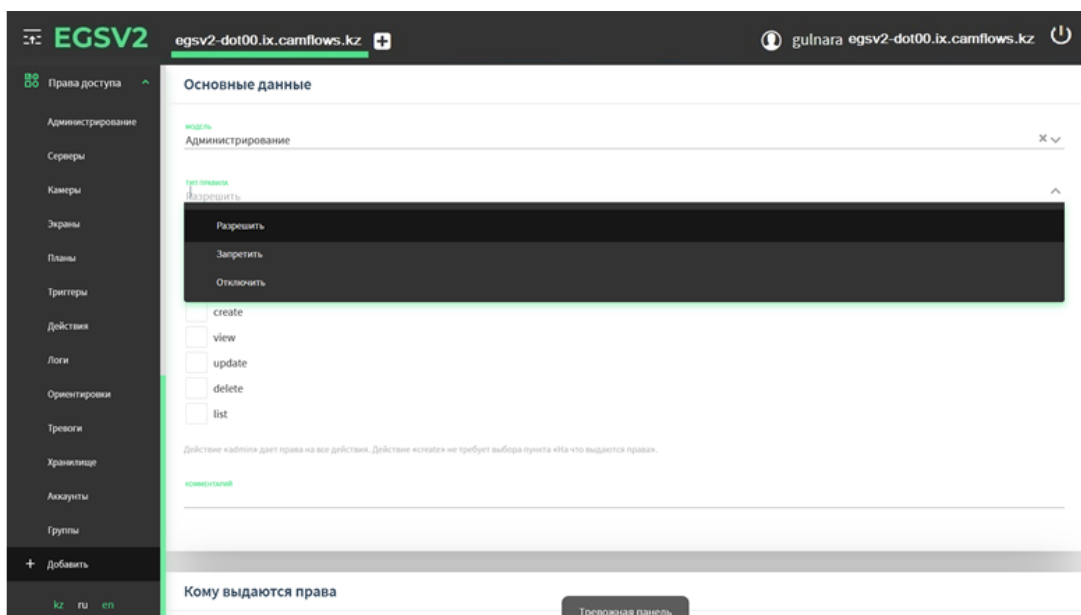 EGSV2
egsv2-dot00.ix.camflows.kz
gulnara egsv2-dot00.ix.camflows.kz
Права доступа
Администрирование
Серверы
Камеры
Экраны
Планы
Триггеры
Действия
Логи
Ориентировки
Тревоги
Хранилище
Аккаунты
Группы
+ Добавить
kz ru en
Основные данные
МОДЕЛЬ
Администрирование
ТИП ПРАВИЛА
Разрешить
Разрешить
Запретить
Отключить
create
view
update
delete
list
Действие «admin» дает права на все действия. Действие «create» не требует выбора пункта «На что выдаются права».
КОММЕНТАРИЙ
Кому выдаются права
Тревожная панель